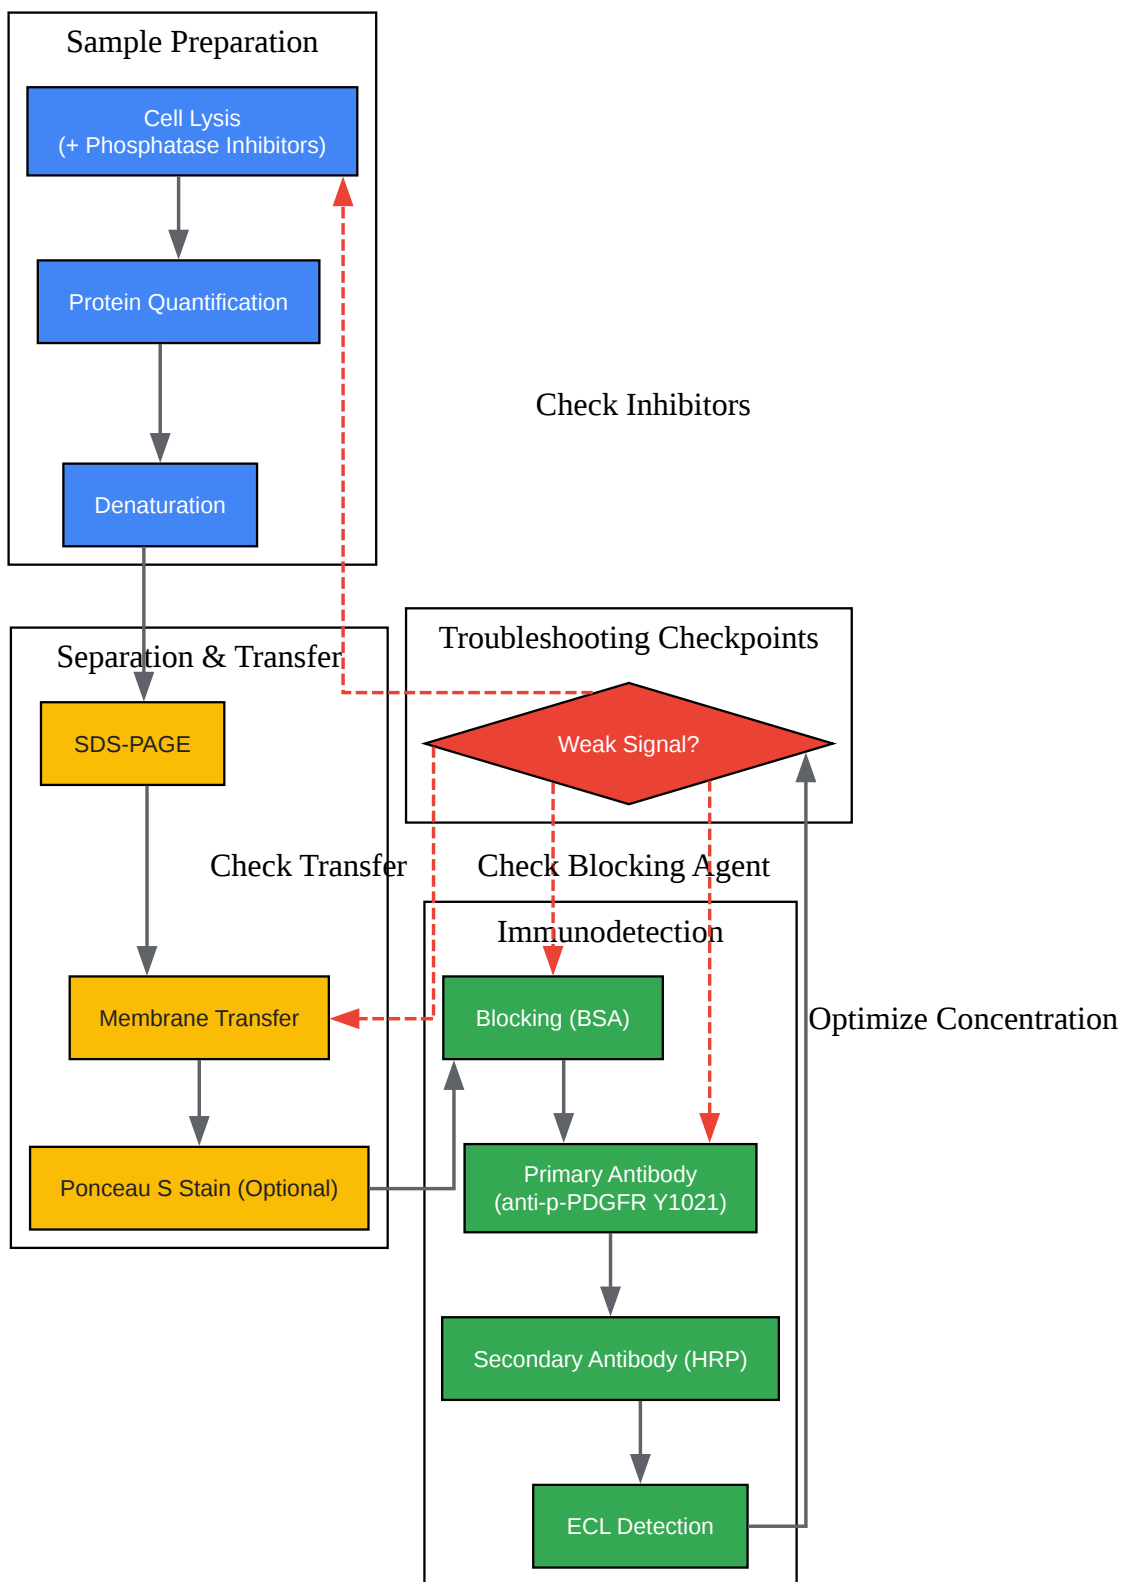 Sample Preparation
Cell Lysis
(+ Phosphatase Inhibitors)
Protein Quantification
Check Inhibitors
Denaturation
Troubleshooting Checkpoints
Separation & Transfer
SDS-PAGE
Weak Signal?
Check Transfer
Check Blocking Agent
Immunodetection
Membrane Transfer
Blocking (BSA)
Optimize Concentration
Ponceau S Stain (Optional)
Primary Antibody
(anti-p-PDGFR Y1021)
Secondary Antibody (HRP)
ECL Detection